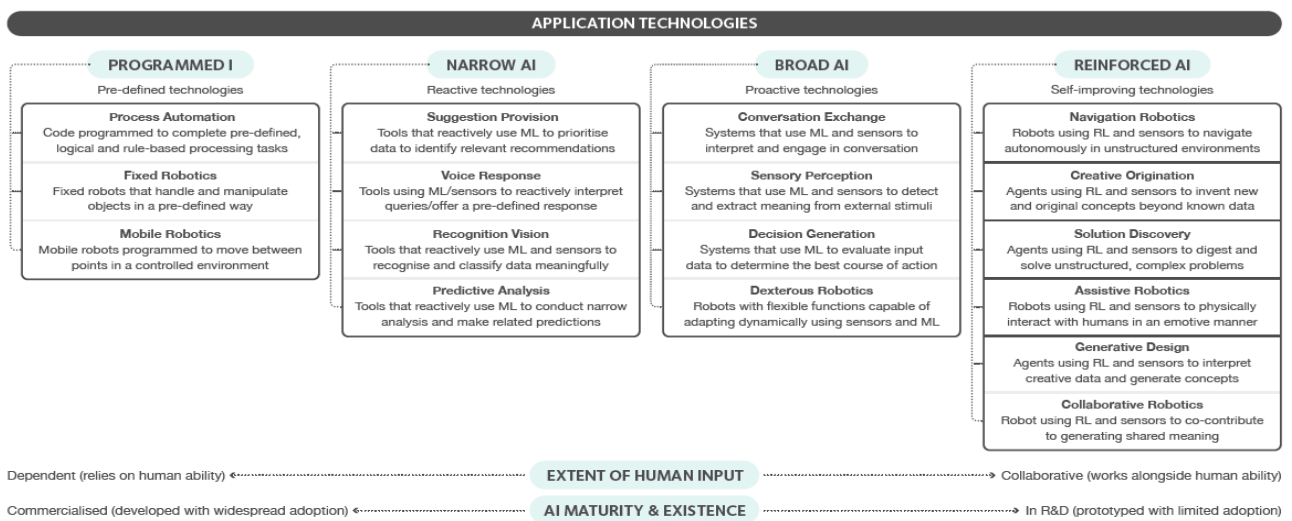 APPLICATION TECHNOLOGIES
PROGRAMMED I
Pre-defined technologies
Process Automation
Code programmed to complete pre-defined,
logical and rule-based processing tasks
Fixed Robotics
Fixed robots that handle and manipulate
objects in a pre-defined way
Mobile Robotics
Mobile robots programmed to move between
points in a controlled environment
NARROW AI
Reactive technologies
Suggestion Provision
Tools that reactively use ML to prioritise
data to identify relevant recommendations
Voice Response
Tools using ML/sensors to reactively interpret
queries/offer a pre-defined response
Recognition Vision
Tools that reactively use ML and sensors to
recognise and classify data meaningfully
Predictive Analysis
Tools that reactively use ML to conduct narrow
analysis and make related predictions
BROAD AI
Proactive technologies
Conversation Exchange
Systems that use ML and sensors to
interpret and engage in conversation
Sensory Perception
Systems that use ML and sensors to detect
and extract meaning from external stimuli
Decision Generation
Systems that use ML to evaluate input
data to determine the best course of action
Dexterous Robotics
Robots with flexible functions capable of
adapting dynamically using sensors and ML
REINFORCED AI
Self-improving technologies
Navigation Robotics
Robots using RL and sensors to navigate
autonomously in unstructured environments
Creative Origination
Agents using RL and sensors to invent new
and original concepts beyond known data
Solution Discovery
Agents using RL and sensors to digest and
solve unstructured, complex problems
Assistive Robotics
Robots using RL and sensors to physically
interact with humans in an emotive manner
Generative Design
Agents using RL and sensors to interpret
creative data and generate concepts
Collaborative Robotics
Robot using RL and sensors to co-contribute
to generating shared meaning
Dependent (relies on human ability) EXTENT OF HUMAN INPUT Collaborative (works alongside human ability)
Commercialised (developed with widespread adoption) AI MATURITY & EXISTENCE In R&D (prototyped with limited adoption)